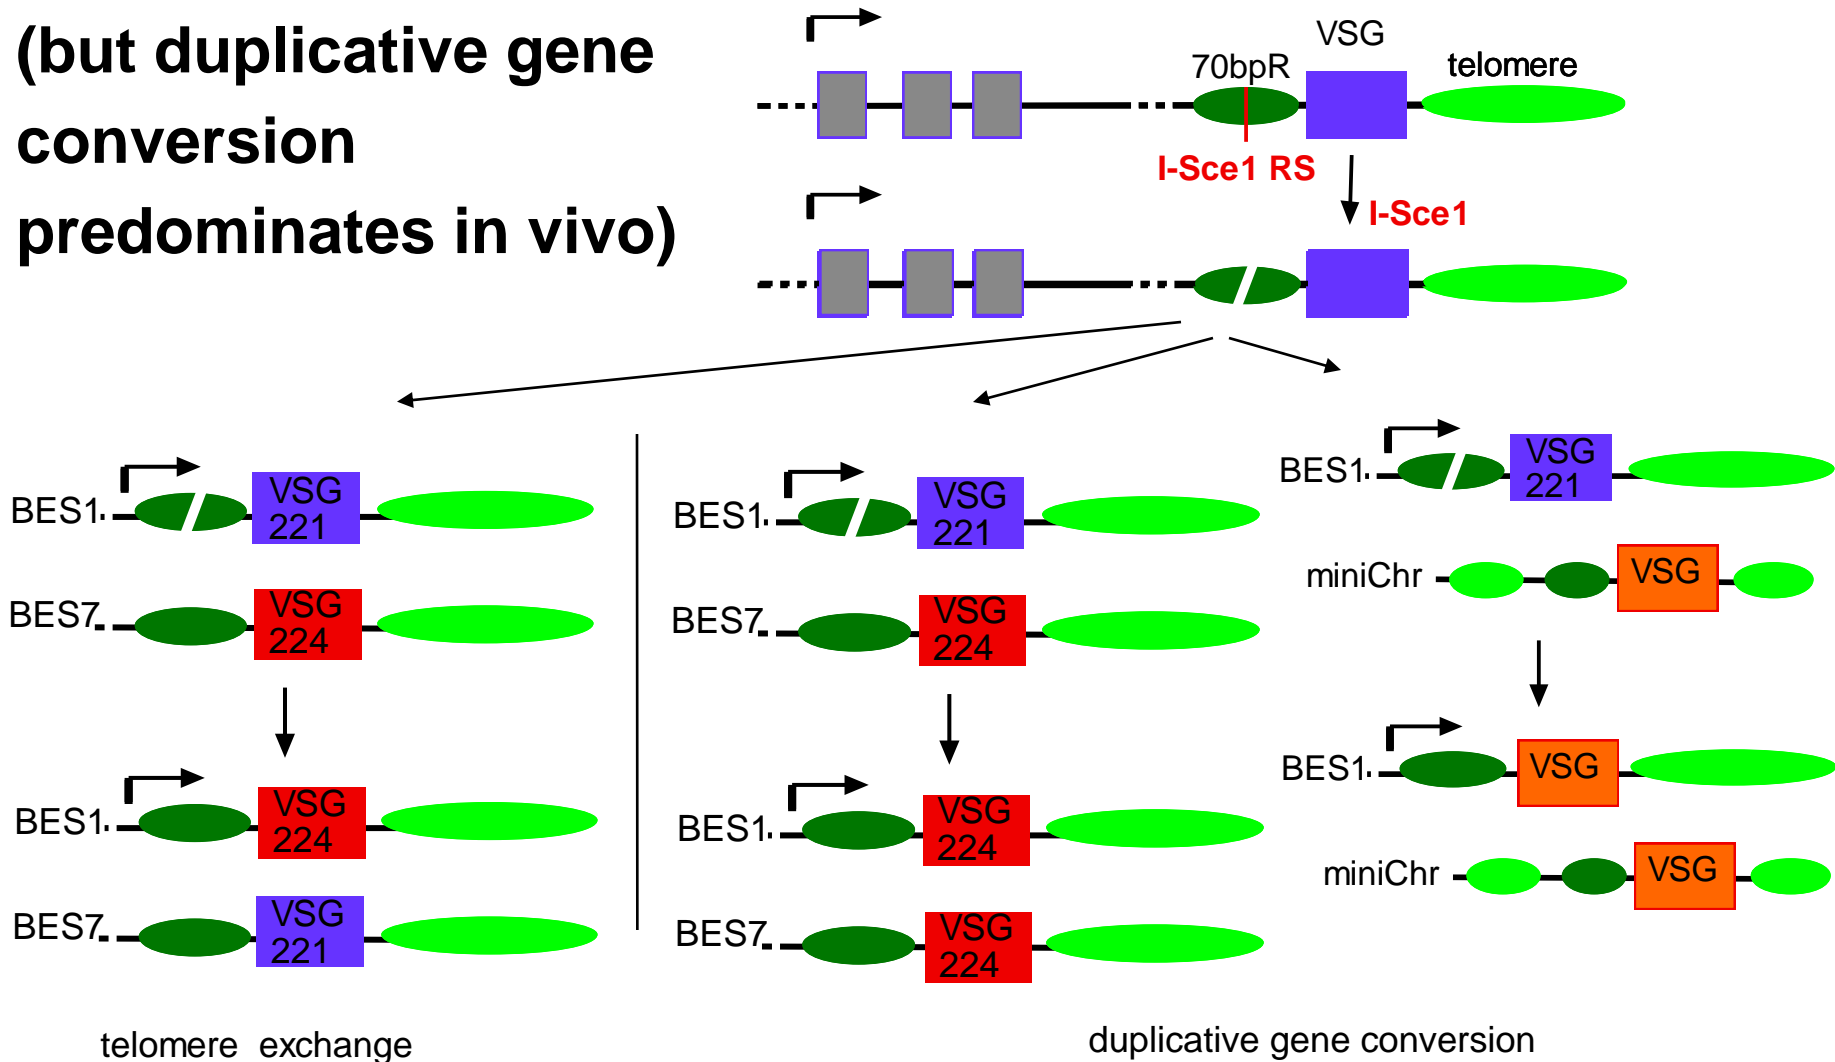 (but duplicative gene
conversion
predominates in vivo)
VSG
70bpR
telomere
I-Sce1 RS
I-Sce1
BES1
VSG
221
BES7
VSG
224
BES1
VSG
224
BES7
VSG
221
telomere exchange
BES1
VSG
221
BES7
VSG
224
BES1
VSG
224
BES7
VSG
224
BES1
VSG
221
miniChr
VSG
BES1
VSG
miniChr
VSG
duplicative gene conversion